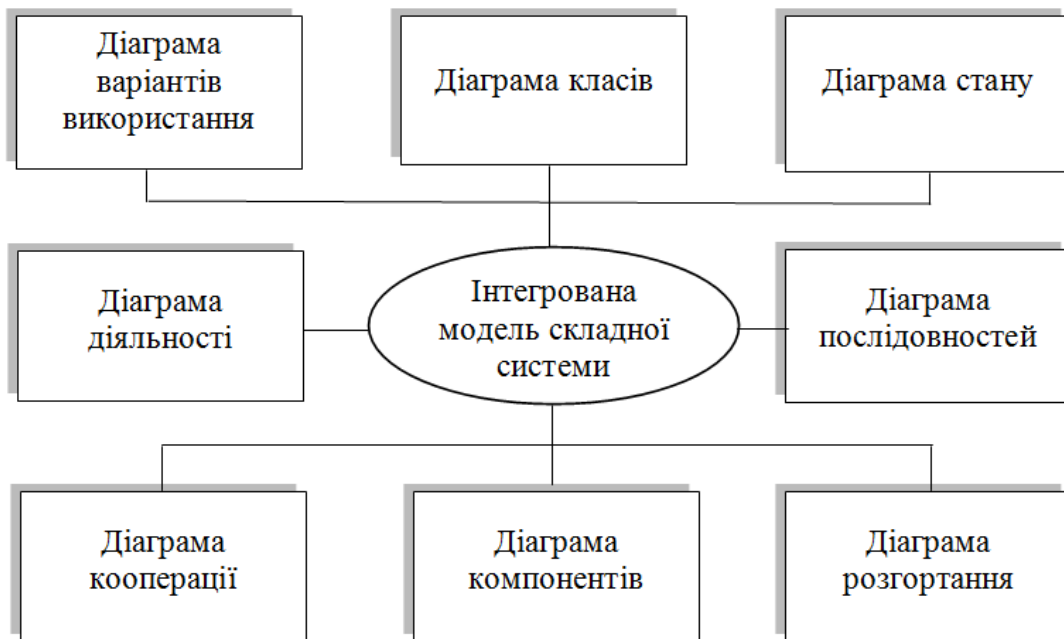 Діаграма
варіантів
використання
Діаграма класів
Діаграма стану
Діаграма
діяльності
Інтегрована
модель складної
системи
Діаграма
послідовностей
Діаграма
кооперації
Діаграма
компонентів
Діаграма
розгортання